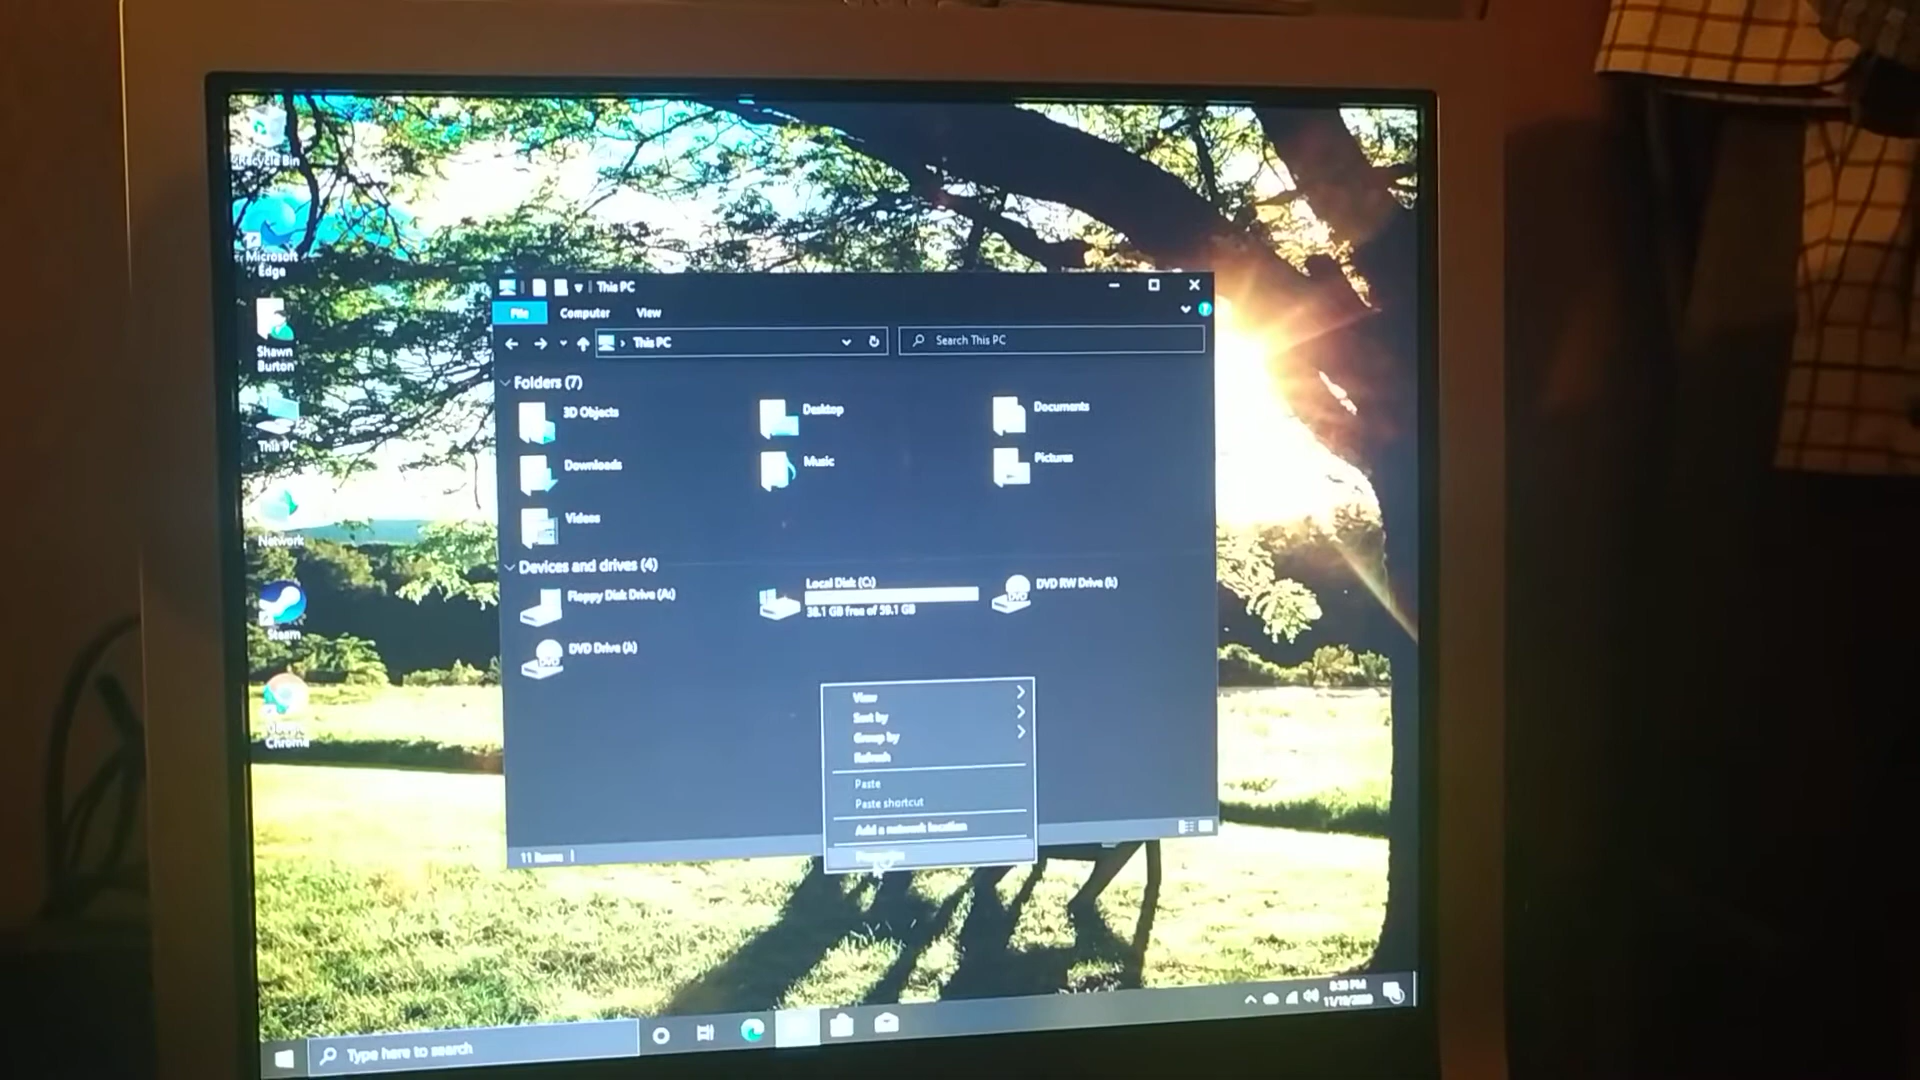 Recycle Bin
Microsoft
Edge
Shawn
Burton
This PC
Network
Steam
Google
Chrome
This PC
File Computer View
This PC
Search This PC
Folders (7)
3D Objects
Desktop
Documents
Downloads
Music
Pictures
Videos
Devices and drives (4)
Floppy Disk Drive (A:)
Local Disk (C:)
DVD RW Drive (I:)
38.1 GB free of 59.1 GB
DVD Drive (J:)
DVD
DVD
View
Sort by
Group by
Refresh
Paste
Paste shortcut
Add a network location
Properties
11 items
Type here to search